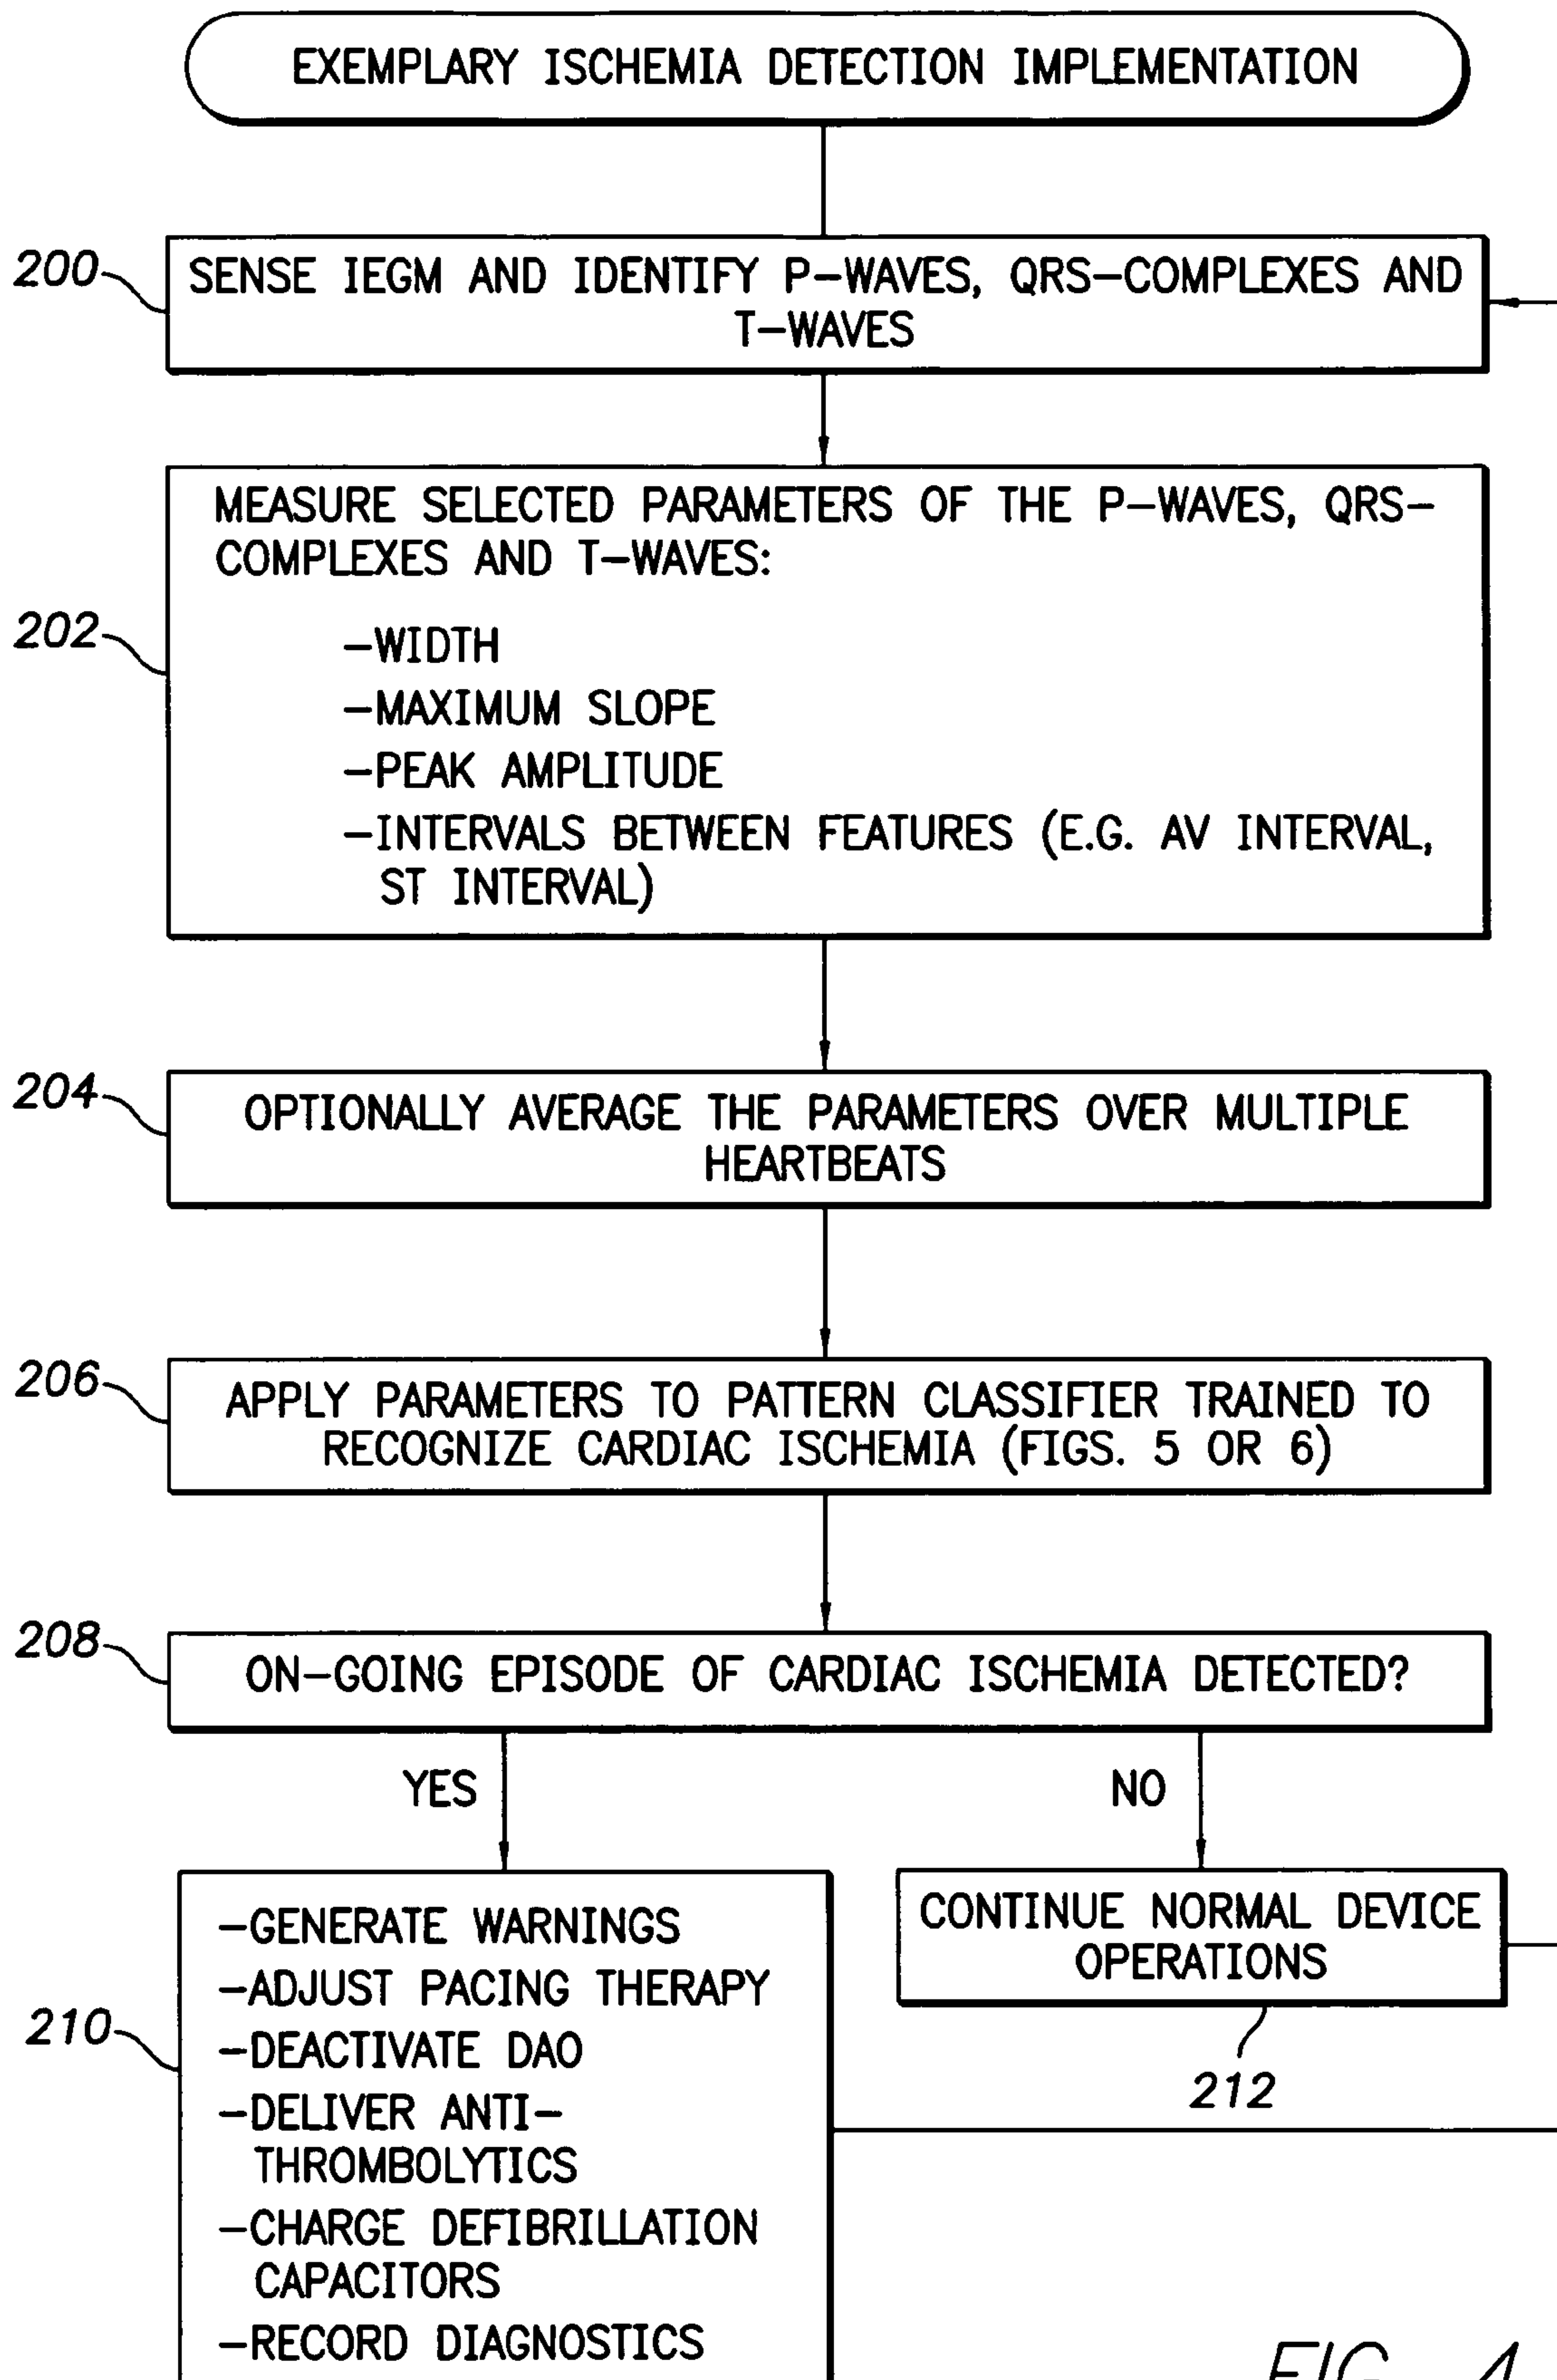 EXEMPLARY ISCHEMIA DETECTION IMPLEMENTATION
200
SENSE IEGM AND IDENTIFY P-WAVES, QRS-COMPLEXES AND
T-WAVES
202
MEASURE SELECTED PARAMETERS OF THE P-WAVES, QRS-
COMPLEXES AND T-WAVES:
-WIDTH
-MAXIMUM SLOPE
-PEAK AMPLITUDE
-INTERVALS BETWEEN FEATURES (E.G. AV INTERVAL,
ST INTERVAL)
204
OPTIONALLY AVERAGE THE PARAMETERS OVER MULTIPLE
HEARTBEATS
206
APPLY PARAMETERS TO PATTERN CLASSIFIER TRAINED TO
RECOGNIZE CARDIAC ISCHEMIA (FIGS. 5 OR 6)
208
ON-GOING EPISODE OF CARDIAC ISCHEMIA DETECTED?
YES
NO
210
-GENERATE WARNINGS
-ADJUST PACING THERAPY
-DEACTIVATE DAO
-DELIVER ANTI-
THROMBOLYTICS
-CHARGE DEFIBRILLATION
CAPACITORS
-RECORD DIAGNOSTICS
CONTINUE NORMAL DEVICE
OPERATIONS
212
FIG. 4